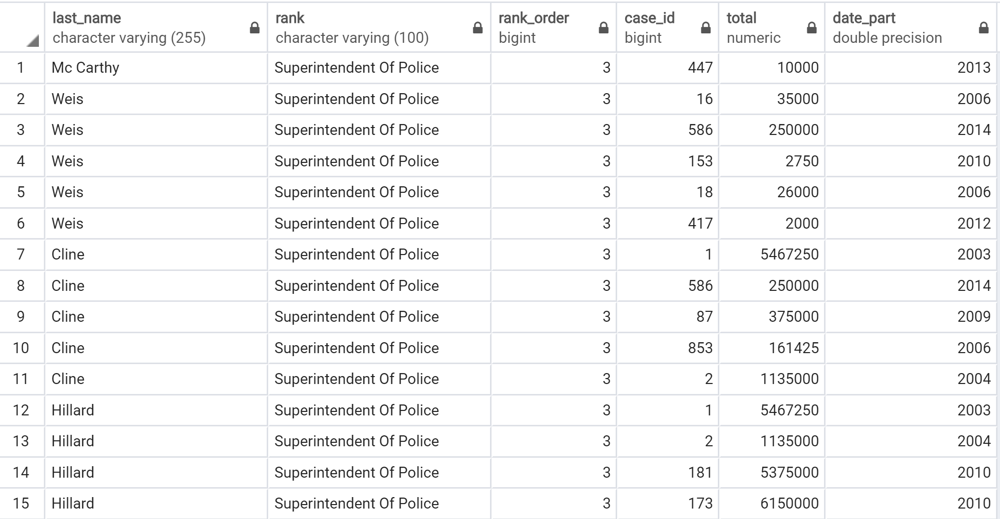 last_name rank rank_order case_id total date_part
character varying (255) character varying (100) bigint bigint numeric double precision
1 Mc Carthy Superintendent Of Police 3 447 10000 2013
2 Weis Superintendent Of Police 3 16 35000 2006
3 Weis Superintendent Of Police 3 586 250000 2014
4 Weis Superintendent Of Police 3 153 2750 2010
5 Weis Superintendent Of Police 3 18 26000 2006
6 Weis Superintendent Of Police 3 417 2000 2012
7 Cline Superintendent Of Police 3 1 5467250 2003
8 Cline Superintendent Of Police 3 586 250000 2014
9 Cline Superintendent Of Police 3 87 375000 2009
10 Cline Superintendent Of Police 3 853 161425 2006
11 Cline Superintendent Of Police 3 2 1135000 2004
12 Hillard Superintendent Of Police 3 1 5467250 2003
13 Hillard Superintendent Of Police 3 2 1135000 2004
14 Hillard Superintendent Of Police 3 181 5375000 2010
15 Hillard Superintendent Of Police 3 173 6150000 2010